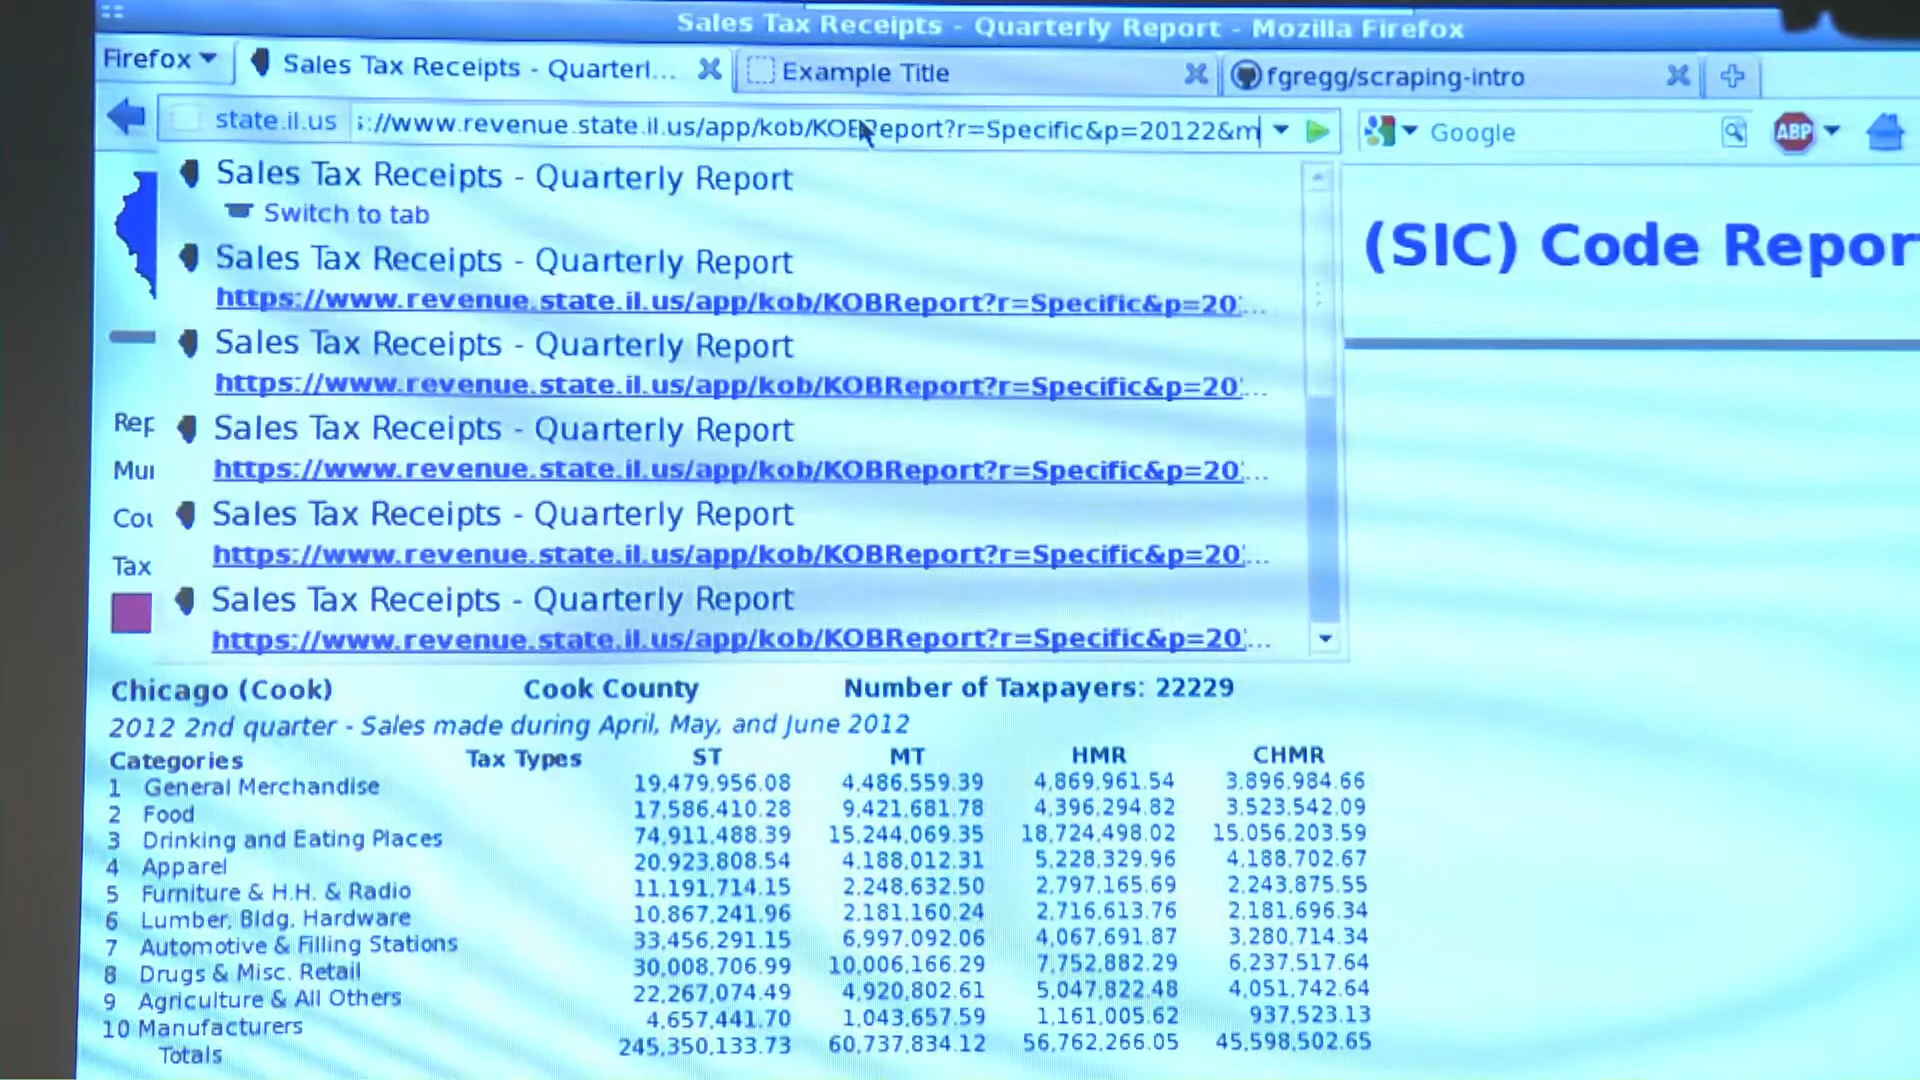 Sales Tax Receipts - Quarterly Report - Mozilla Firefox
Firefox
Sales Tax Receipts - Quarterl...
Example Title
fgregg/scraping-intro
state.il.us
://www.revenue.state.il.us/app/kob/KOBReport?r=Specific&p=20122&m
Google
ABP
Sales Tax Receipts - Quarterly Report
Switch to tab
Sales Tax Receipts - Quarterly Report
https://www.revenue.state.il.us/app/kob/KOBReport?r=Specific&p=20...
Sales Tax Receipts - Quarterly Report
https://www.revenue.state.il.us/app/kob/KOBReport?r=Specific&p=20...
Sales Tax Receipts - Quarterly Report
https://www.revenue.state.il.us/app/kob/KOBReport?r=Specific&p=20...
Sales Tax Receipts - Quarterly Report
https://www.revenue.state.il.us/app/kob/KOBReport?r=Specific&p=20...
Sales Tax Receipts - Quarterly Report
https://www.revenue.state.il.us/app/kob/KOBReport?r=Specific&p=20...
(SIC) Code Repor
Rep
Mun
Cou
Tax
Chicago (Cook) Cook County Number of Taxpayers: 22229
2012 2nd quarter - Sales made during April, May, and June 2012
Categories Tax Types ST MT HMR CHMR
1 General Merchandise 19,479,956.08 4,486,559.39 4,869,961.54 3,896,984.66
2 Food 17,586,410.28 9,421,681.78 4,396,294.82 3,523,542.09
3 Drinking and Eating Places 74,911,488.39 15,244,069.35 18,724,498.02 15,056,203.59
4 Apparel 20,923,808.54 4,188,012.31 5,228,329.96 4,188,702.67
5 Furniture & H.H. & Radio 11,191,714.15 2,248,632.50 2,797,165.69 2,243,875.55
6 Lumber, Bldg, Hardware 10,867,241.96 2,181,160.24 2,716,613.76 2,181,696.34
7 Automotive & Filling Stations 33,456,291.15 6,997,092.06 4,067,691.87 3,280,714.34
8 Drugs & Misc. Retail 30,008,706.99 10,006,166.29 7,752,882.29 6,237,517.64
9 Agriculture & All Others 22,267,074.49 4,920,802.61 5,047,822.48 4,051,742.64
10 Manufacturers 4,657,441.70 1,043,657.59 1,161,005.62 937,523.13
Totals 245,350,133.73 60,737,834.12 56,762,266.05 45,598,502.65